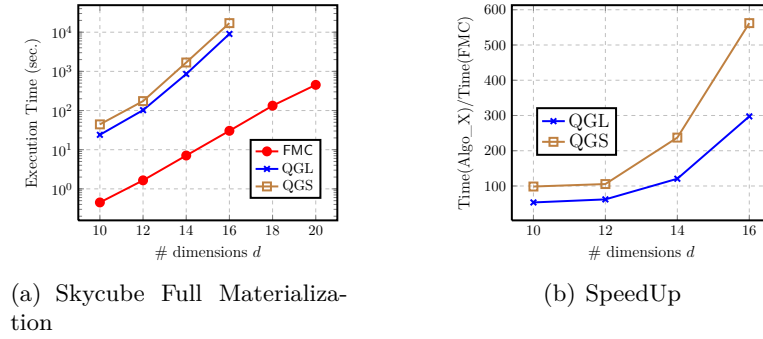 Execution Time (sec.)
10^4
10^3
10^2
10^1
10^0
10 12 14 16 18 20
# dimensions d
FMC
QGL
QGS
(a) Skycube Full Materializa-
tion
Time(Algo_X)/Time(FMC)
600
500
400
300
200
100
10 12 14 16
# dimensions d
QGL
QGS
(b) SpeedUp